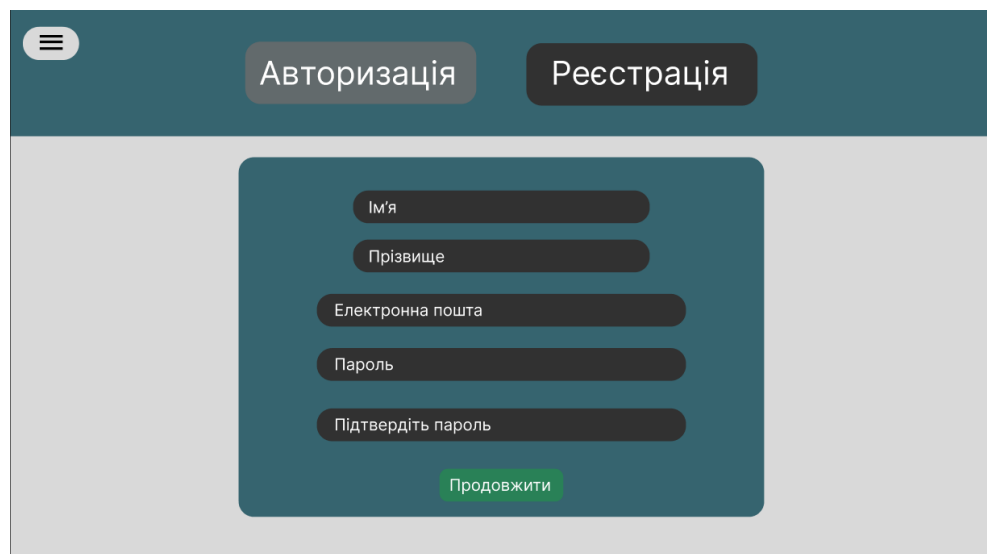 Авторизація
Реєстрація
Ім'я
Прізвище
Електронна пошта
Пароль
Підтвердіть пароль
Продовжити